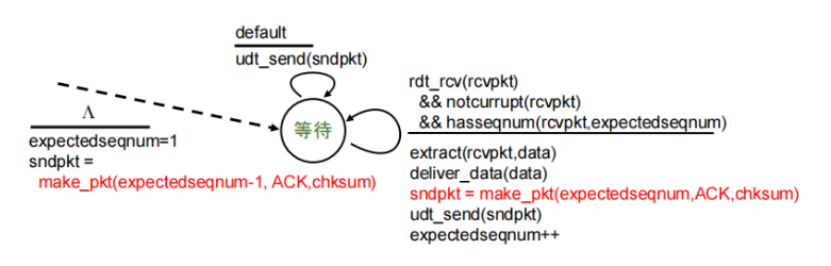 default
udt_send(sndpkt)
Λ
expectedseqnum=1
sndpkt =
make_pkt(expectedseqnum-1, ACK,chksum)
等待
rdt_rcv(rcvpkt)
&& notcurrupt(rcvpkt)
&& hasseqnum(rcvpkt,expectedseqnum)
extract(rcvpkt,data)
deliver_data(data)
sndpkt = make_pkt(expectedseqnum,ACK,chksum)
udt_send(sndpkt)
expectedseqnum++